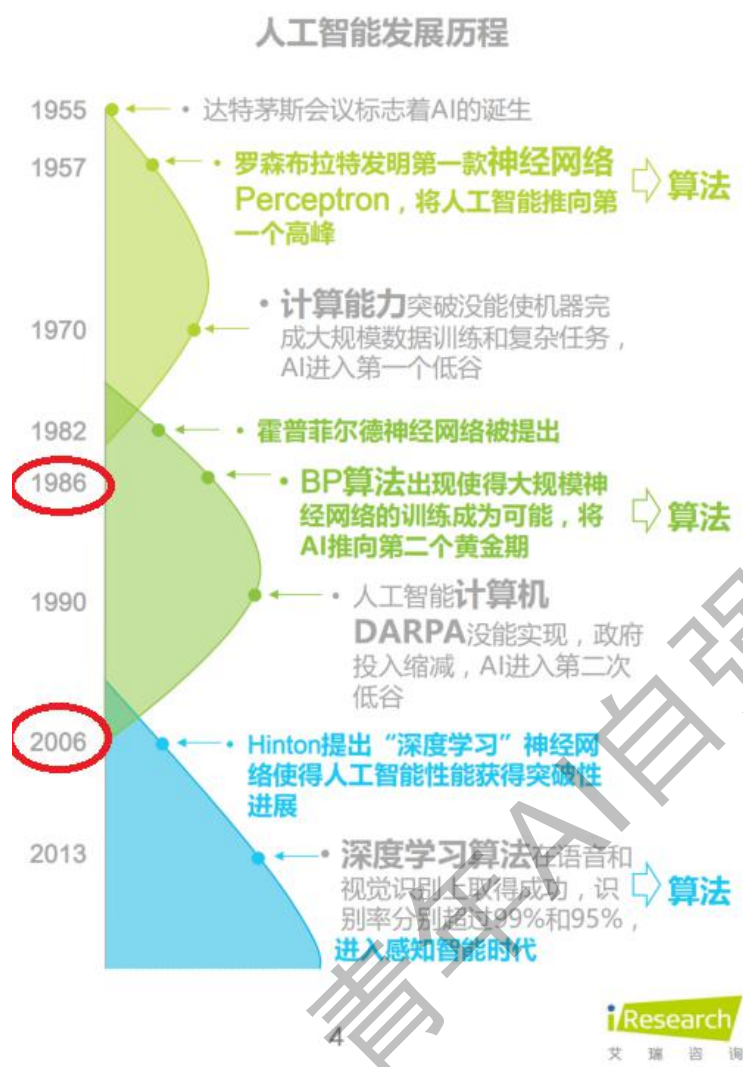 人工智能发展历程
1955
• 达特茅斯会议标志着AI的诞生
1957
• 罗森布拉特发明第一款神经网络
Perceptron，将人工智能推向第
一个高峰
算法
1970
• 计算能力突破没能使机器完
成大规模数据训练和复杂任务，
AI进入第一个低谷
1982
• 霍普菲尔德神经网络被提出
1986
• BP算法出现使得大规模神
经网络的训练成为可能，将
AI推向第二个黄金期
算法
1990
• 人工智能计算机
DARPA没能实现，政府
投入缩减，AI进入第二次
低谷
2006
• Hinton提出“深度学习”神经网
络使得人工智能性能获得突破性
进展
2013
• 深度学习算法在语音和
视觉识别上取得成功，识
别率分别超过99%和95%，
进入感知智能时代
算法
青年AI自强
4
iResearch
艾瑞咨询